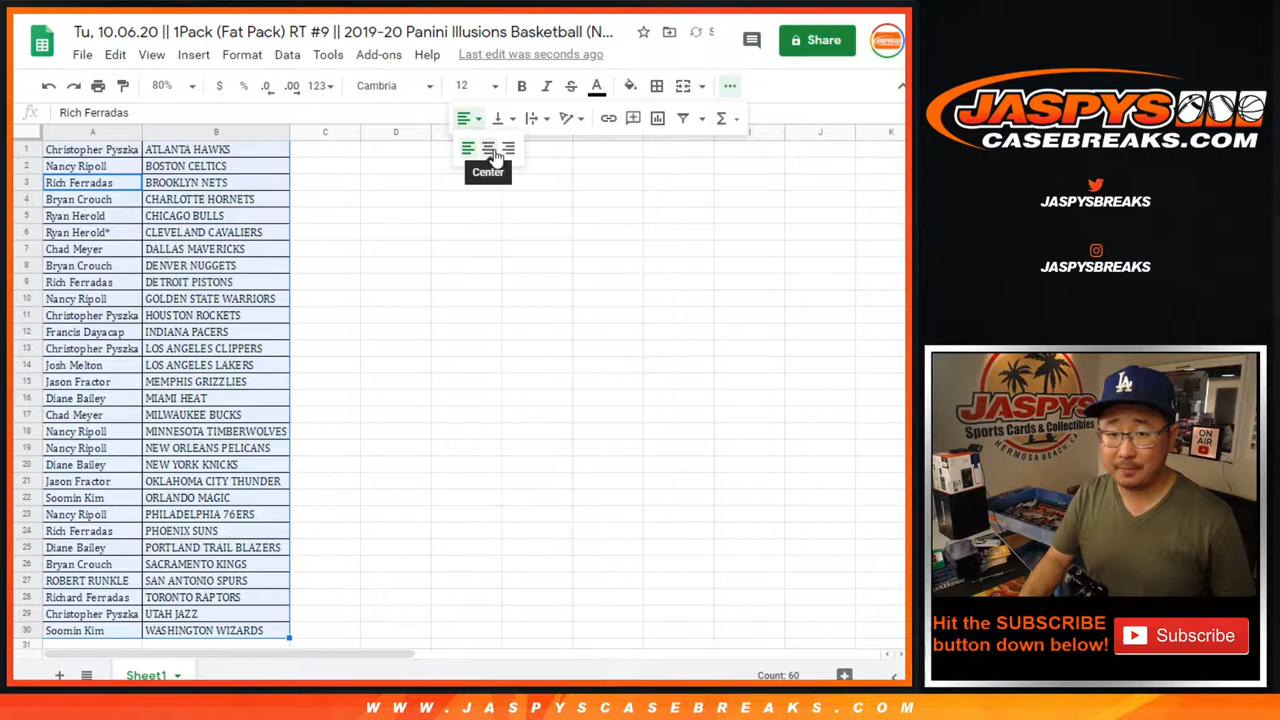 Tu, 10.06.20 || 1Pack (Fat Pack) RT #9 || 2019-20 Panini Illusions Basketball (N... S
Share
File Edit View Insert Format Data Tools Add-ons Help Last edit was seconds ago
80% $ % .0 .00 123 Cambria 12 B I S A
fx Rich Ferradas
Center
A B C D E F G H I J K
1 Christopher Pyszka ATLANTA HAWKS
2 Nancy Ripoll BOSTON CELTICS
3 Rich Ferradas BROOKLYN NETS
4 Bryan Crouch CHARLOTTE HORNETS
5 Ryan Herold CHICAGO BULLS
6 Ryan Herold* CLEVELAND CAVALIERS
7 Chad Meyer DALLAS MAVERICKS
8 Bryan Crouch DENVER NUGGETS
9 Rich Ferradas DETROIT PISTONS
10 Nancy Ripoll GOLDEN STATE WARRIORS
11 Christopher Pyszka HOUSTON ROCKETS
12 Francis Dayacap INDIANA PACERS
13 Christopher Pyszka LOS ANGELES CLIPPERS
14 Josh Melton LOS ANGELES LAKERS
15 Jason Fractor MEMPHIS GRIZZLIES
16 Diane Bailey MIAMI HEAT
17 Chad Meyer MILWAUKEE BUCKS
18 Nancy Ripoll MINNESOTA TIMBERWOLVES
19 Nancy Ripoll NEW ORLEANS PELICANS
20 Diane Bailey NEW YORK KNICKS
21 Jason Fractor OKLAHOMA CITY THUNDER
22 Soomin Kim ORLANDO MAGIC
23 Nancy Ripoll PHILADELPHIA 76ERS
24 Rich Ferradas PHOENIX SUNS
25 Diane Bailey PORTLAND TRAIL BLAZERS
26 Bryan Crouch SACRAMENTO KINGS
27 ROBERT RUNKLE SAN ANTONIO SPURS
28 Richard Ferradas TORONTO RAPTORS
29 Christopher Pyszka UTAH JAZZ
30 Soomin Kim WASHINGTON WIZARDS
31
Sheet1
Count: 60
JASPYS
CASEBREAKS.COM
JASPYSBREAKS
JASPYSBREAKS
JASPYS
Sports Cards & Collectibles
HERMOSA BEACH, CA
ON AIR
LA
Hit the SUBSCRIBE
button down below!
Subscribe
WWW.JASPYSCASEBREAKS.COM